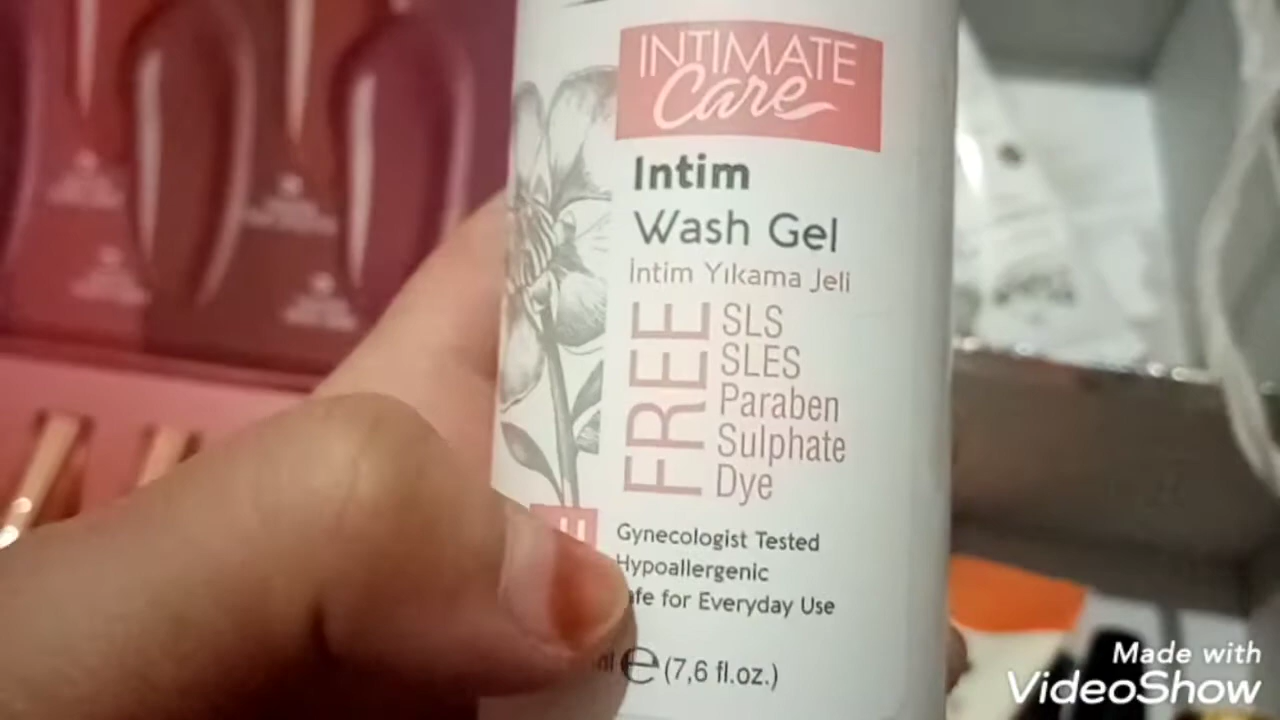 INTIMATE
Care
Intim
Wash Gel
İntim Yıkama Jeli
FREE
SLS
SLES
Paraben
Sulphate
Dye
Gynecologist Tested
Hypoallergenic
for Everyday Use
ml e (7,6 fl.oz.)
Made with
VideoShow